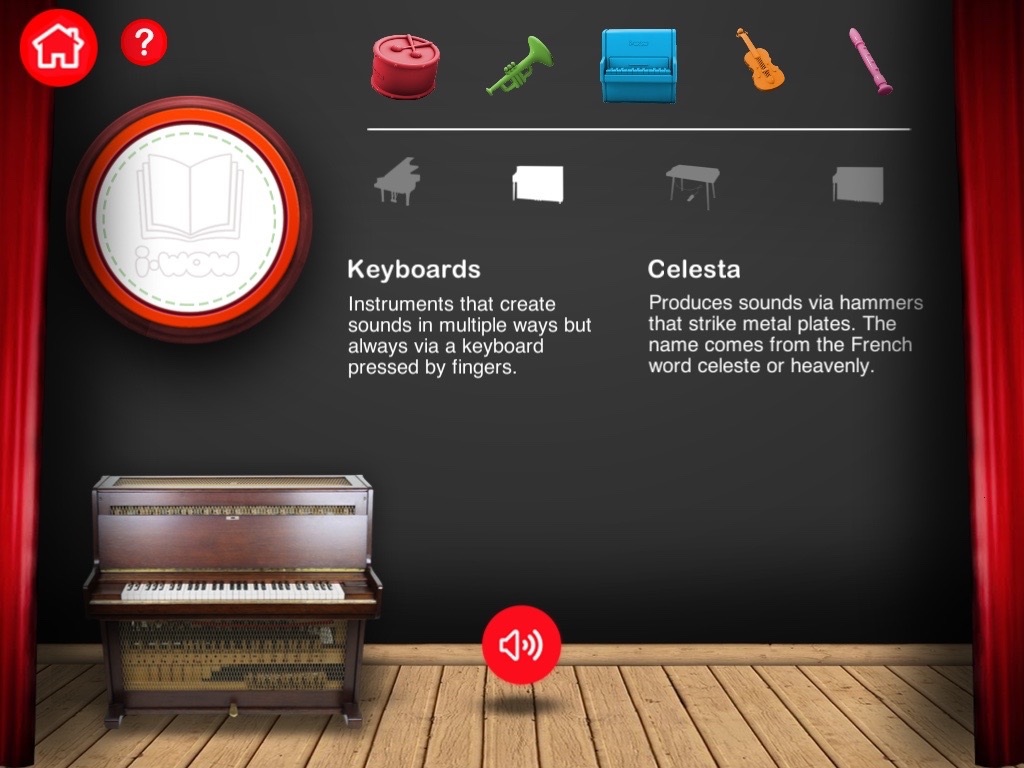 ?
i-wow
Keyboards
Instruments that create
sounds in multiple ways but
always via a keyboard
pressed by fingers.
Celesta
Produces sounds via hammers
that strike metal plates. The
name comes from the French
word celeste or heavenly.